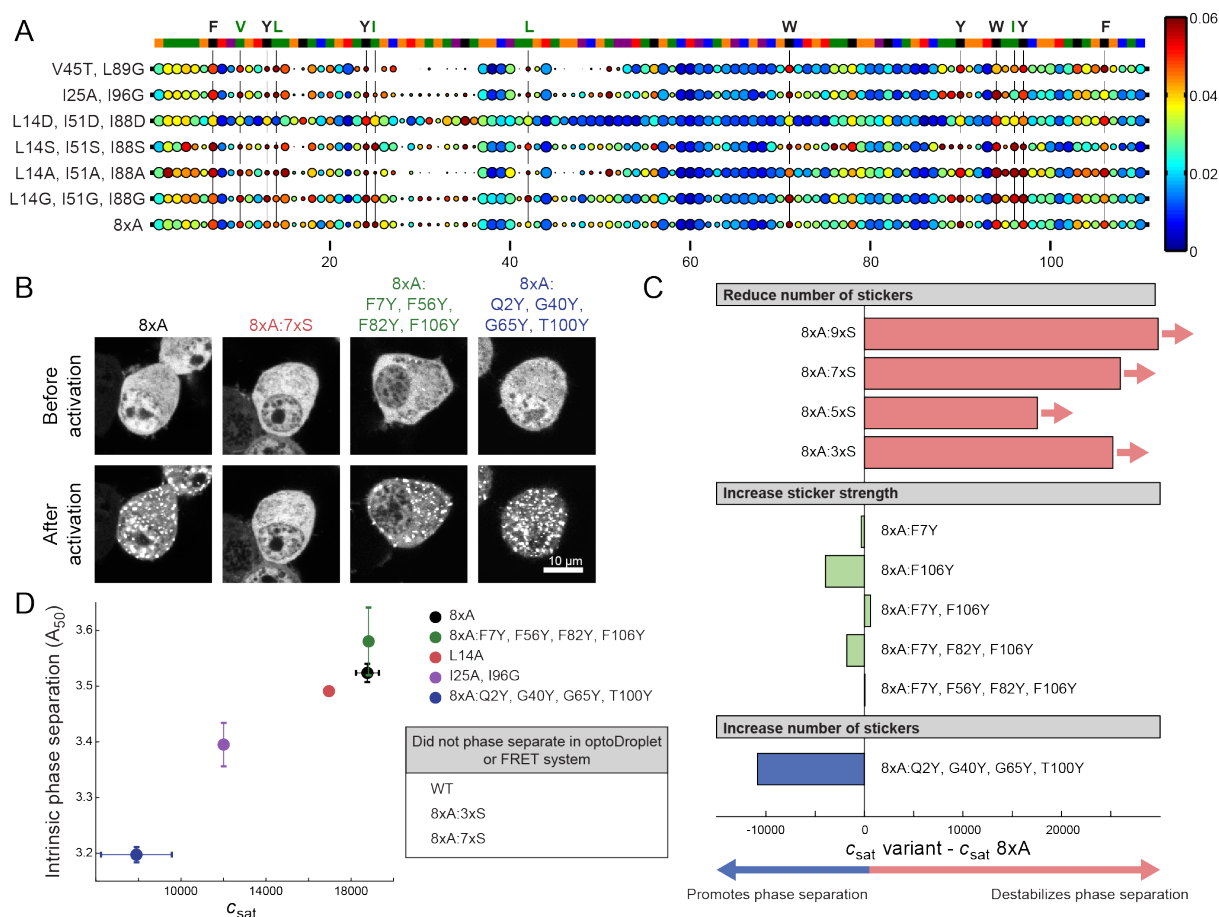 A
F V Y L Y I L W Y W I Y F
0.06
0.04
0.02
0
V45T, L89G
I25A, I96G
L14D, I51D, I88D
L14S, I51S, I88S
L14A, I51A, I88A
L14G, I51G, I88G
8xA
20 40 60 80 100
B
8xA
8xA:7xS
8xA:
F7Y, F56Y,
F82Y, F106Y
8xA:
Q2Y, G40Y,
G65Y, T100Y
Before
activation
After
activation
10 µm
C
Reduce number of stickers
8xA:9xS
8xA:7xS
8xA:5xS
8xA:3xS
Increase sticker strength
8xA:F7Y
8xA:F106Y
8xA:F7Y, F106Y
8xA:F7Y, F82Y, F106Y
8xA:F7Y, F56Y, F82Y, F106Y
Increase number of stickers
8xA:Q2Y, G40Y, G65Y, T100Y
-10000 0 10000 20000
csat variant - csat 8xA
Promotes phase separation
Destabilizes phase separation
D
Intrinsic phase separation (A50)
3.6
3.5
3.4
3.3
3.2
10000 14000 18000
csat
8xA
8xA:F7Y, F56Y, F82Y, F106Y
L14A
I25A, I96G
8xA:Q2Y, G40Y, G65Y, T100Y
Did not phase separate in optoDroplet
or FRET system
WT
8xA:3xS
8xA:7xS